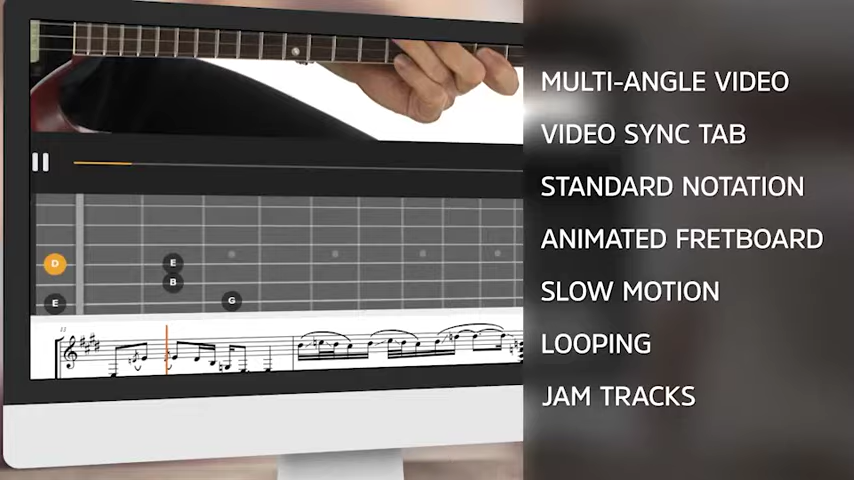 MULTI-ANGLE VIDEO
VIDEO SYNC TAB
STANDARD NOTATION
ANIMATED FRETBOARD
SLOW MOTION
LOOPING
JAM TRACKS
D
E
B
E
G